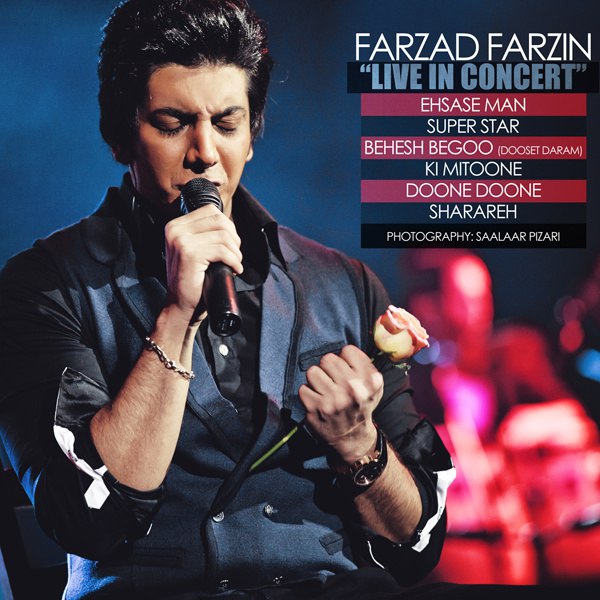 FARZAD FARZIN
“LIVE IN CONCERT”
EHSASE MAN
SUPER STAR
BEHESH BEGOO (DOOSET DARAM)
KI MITOONE
DOONE DOONE
SHARAREH
PHOTOGRAPHY: SAALAAR PIZARI